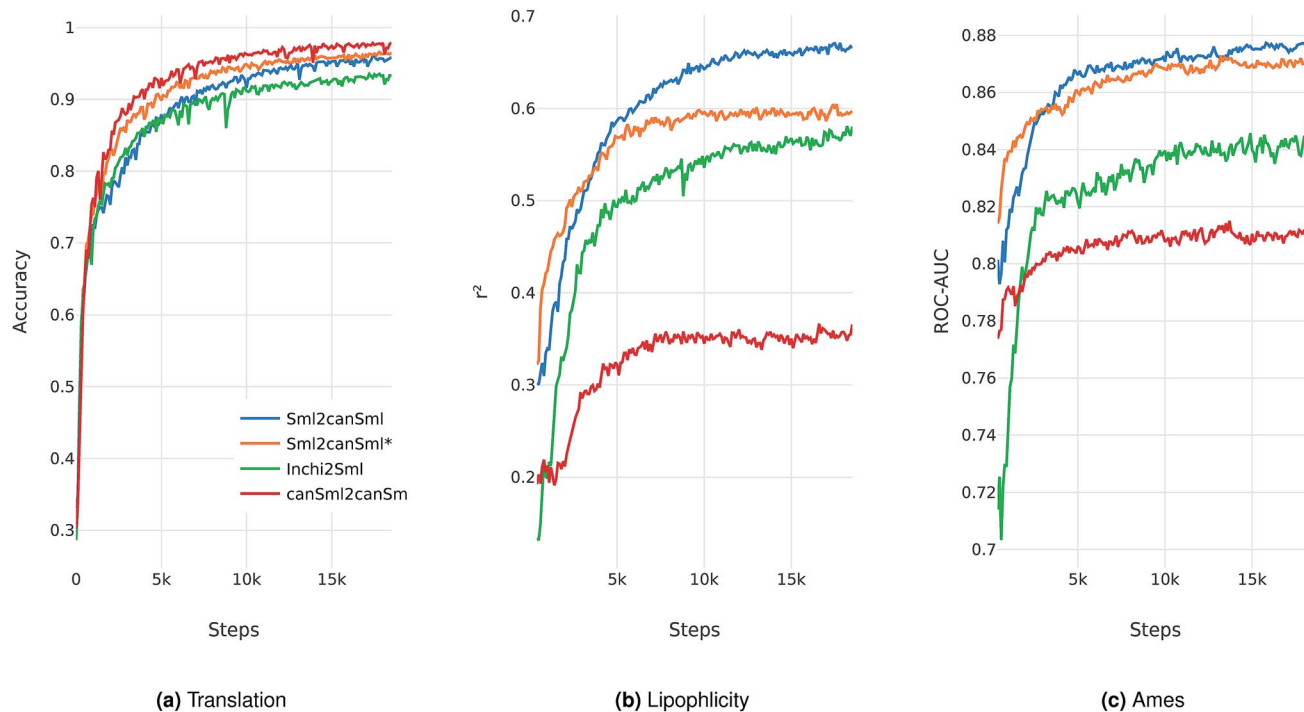 1
0.9
0.8
0.7
0.6
0.5
0.4
0.3
Accuracy
0
5k
10k
15k
Steps
Sml2canSml
Sml2canSml*
Inchi2Sml
canSml2canSm
(a) Translation
0.7
0.6
0.5
0.4
0.3
0.2
r²
5k
10k
15k
Steps
(b) Lipophlicity
0.88
0.86
0.84
0.82
0.8
0.78
0.76
0.74
0.72
0.7
ROC-AUC
5k
10k
15k
Steps
(c) Ames